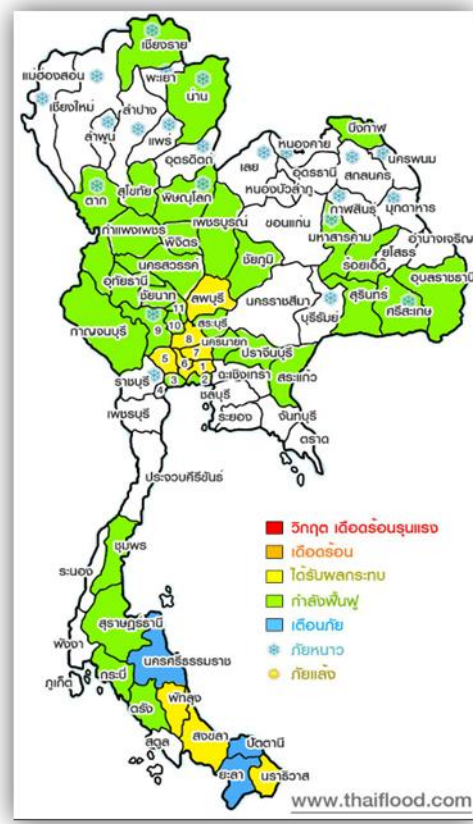 เชียงราย
แม่ฮ่องสอน
พะเยา
น่าน
เชียงใหม่
ลำปาง
ลำพูน
แพร่
อุตรดิตถ์
บึงกาฬ
หนองคาย
เลย
อุดรธานี
นครพนม
สกลนคร
หนองบัวลำภู
ตาก
สุโขทัย
พิษณุโลก
กาฬสินธุ์
มุกดาหาร
กำแพงเพชร
เพชรบูรณ์
ขอนแก่น
มหาสารคาม
พิจิตร
ชัยภูมิ
ร้อยเอ็ด
ยโสธร
อำนาจเจริญ
นครสวรรค์
อุทัยธานี
ชัยนาท
ลพบุรี
นครราชสีมา
บุรีรัมย์
สุรินทร์
ศรีสะเกษ
อุบลราชธานี
กาญจนบุรี
11
9
10
สระบุรี
8
นครนายก
7
ปราจีนบุรี
5
6
1
ราชบุรี
3
2
ฉะเชิงเทรา
สระแก้ว
4
ชลบุรี
เพชรบุรี
ระยอง
จันทบุรี
ตราด
ประจวบคีรีขันธ์
ชุมพร
ระนอง
สุราษฎรธานี
พังงา
นครศรีธรรมราช
ภูเก็ต
กระบี่
ตรัง
พัทลุง
สตูล
สงขลา
ปัตตานี
ยะลา
นราธิวาส
วิกฤต เดือดร้อนรุนแรง
เดือดร้อน
ได้รับผลกระทบ
กำลังฟื้นฟู
เตือนภัย
ภัยหนาว
ภัยแล้ง
www.thaiflood.com